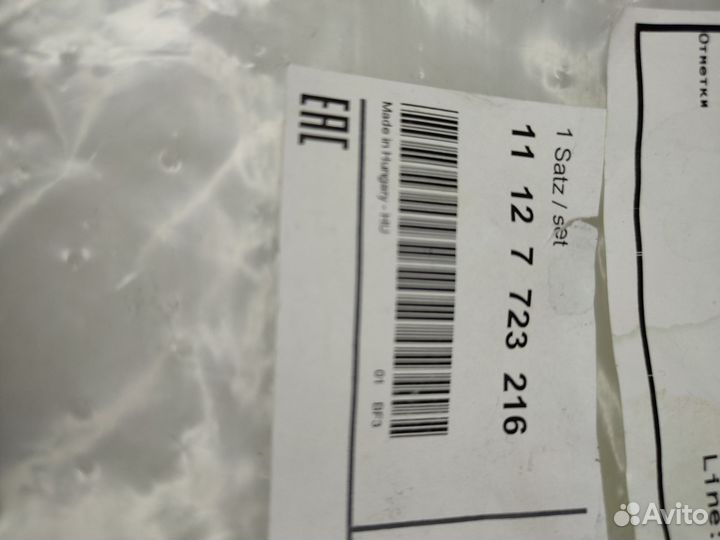 1 Satz / set
11 12 7 723 216
Made in Hungary - HU
01 BF3
EAC
Отметки
Line:
Avito